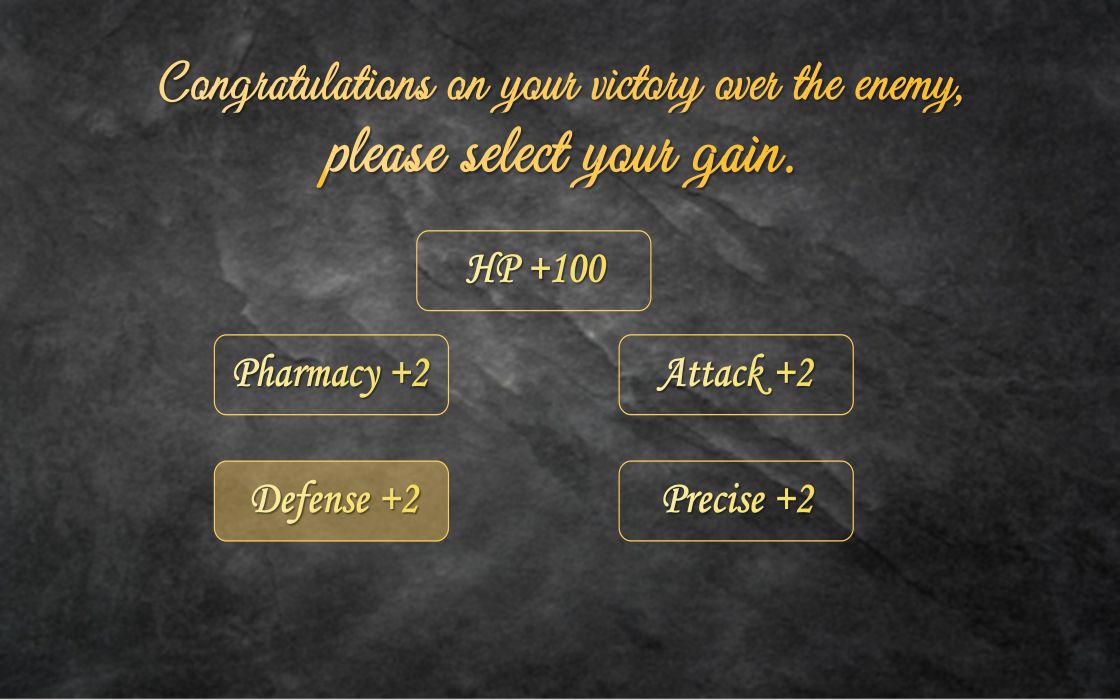 Congratulations on your victory over the enemy,
please select your gain.
HP +100
Pharmacy +2
Attack +2
Defense +2
Precise +2